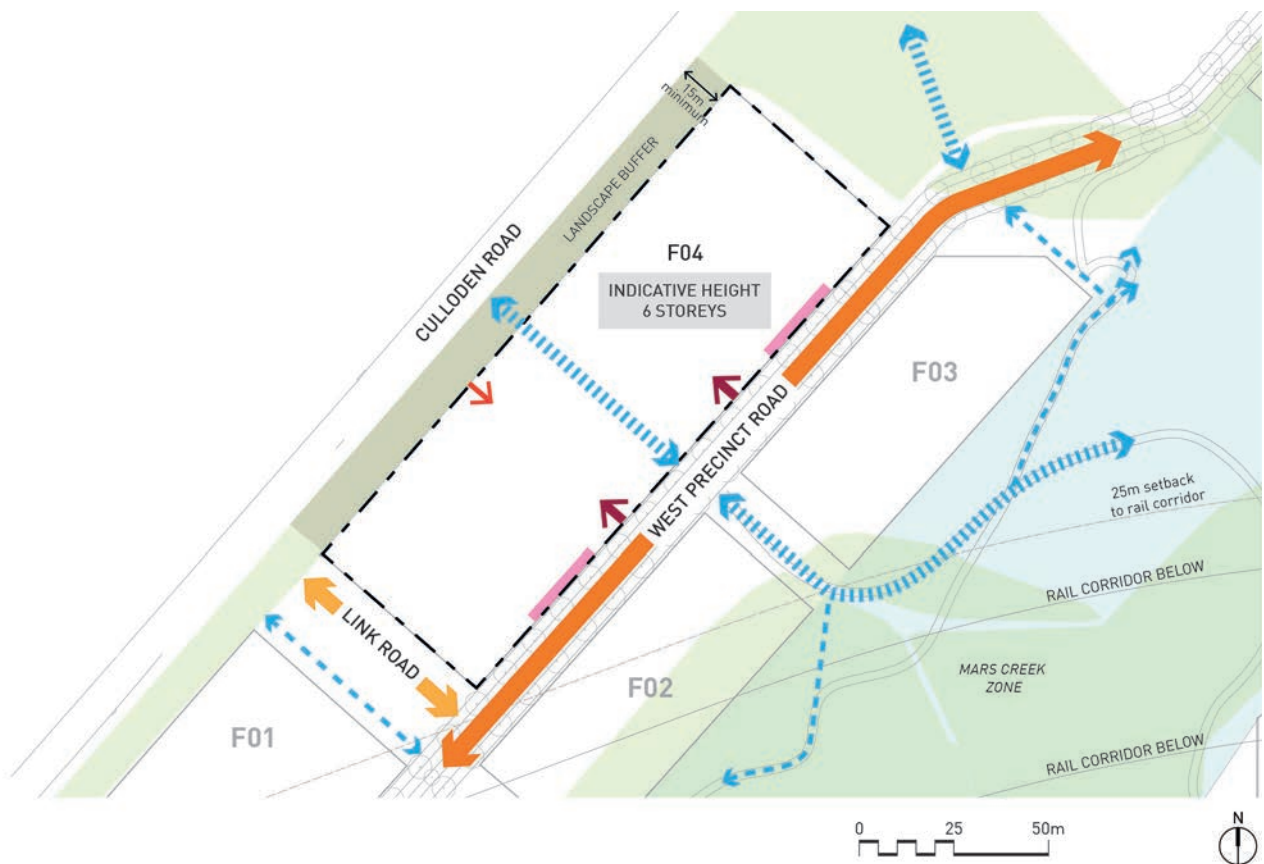 15m
minimum
LANDSCAPE BUFFER
CULLODEN ROAD
F04
INDICATIVE HEIGHT
6 STOREYS
F03
WEST PRECINCT ROAD
25m setback
to rail corridor
RAIL CORRIDOR BELOW
LINK ROAD
MARS CREEK
ZONE
F02
F01
RAIL CORRIDOR BELOW
0 25 50m
N